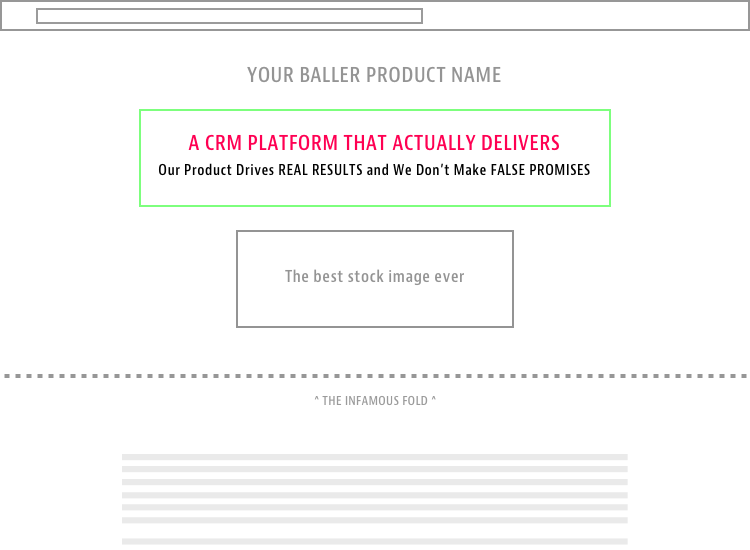 YOUR BALLER PRODUCT NAME
A CRM PLATFORM THAT ACTUALLY DELIVERS
Our Product Drives REAL RESULTS and We Don’t Make FALSE PROMISES
The best stock image ever
^ THE INFAMOUS FOLD ^